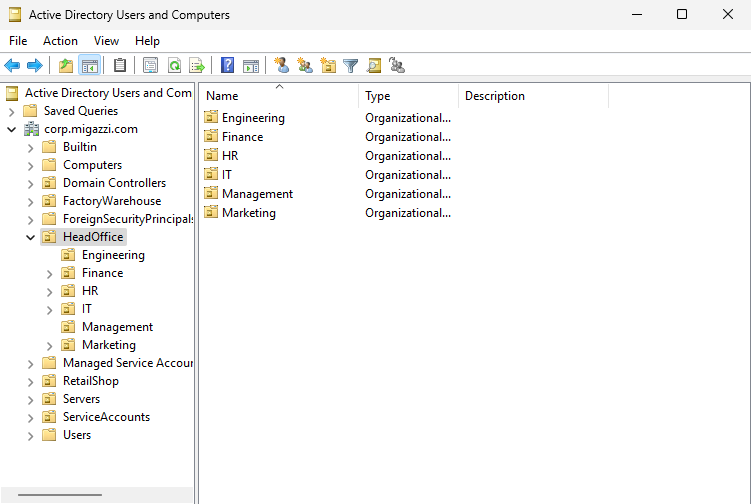 Active Directory Users and Computers
File Action View Help
Active Directory Users and Com
Saved Queries
corp.migazzi.com
Builtin
Computers
Domain Controllers
FactoryWarehouse
ForeignSecurityPrincipals
HeadOffice
Engineering
Finance
HR
IT
Management
Marketing
Managed Service Accour
RetailShop
Servers
ServiceAccounts
Users
Name Type Description
Engineering Organizational...
Finance Organizational...
HR Organizational...
IT Organizational...
Management Organizational...
Marketing Organizational...